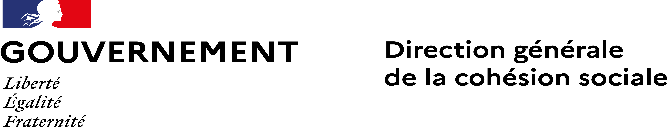 GOUVERNEMENT
Liberté
Égalité
Fraternité
Direction générale
de la cohésion sociale